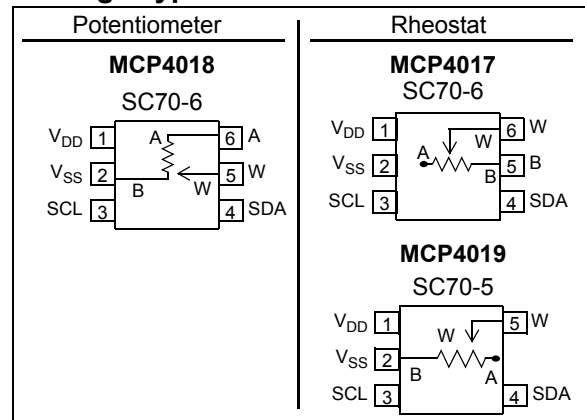 Potentiometer
MCP4018
SC70-6
VDD 1 A 6 A
VSS 2 B W 5 W
SCL 3 4 SDA
Rheostat
MCP4017
SC70-6
VDD 1 W 6 W
VSS 2 A B 5 B
SCL 3 4 SDA
MCP4019
SC70-5
VDD 1 W 5 W
VSS 2 B A
SCL 3 4 SDA